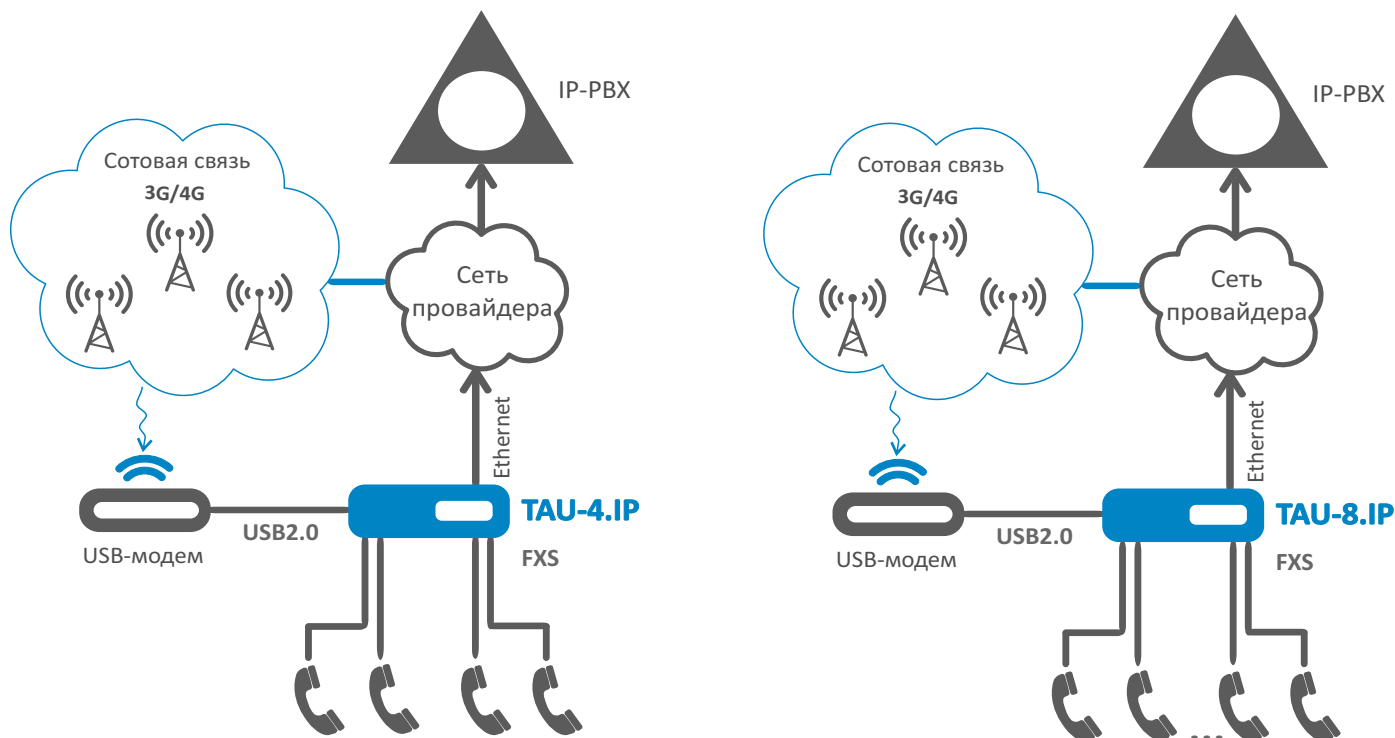 IP-PBX
Сотовая связь
3G/4G
Сеть
провайдера
Ethernet
TAU-4.IP
USB2.0
USB-модем
FXS
IP-PBX
Сотовая связь
3G/4G
Сеть
провайдера
Ethernet
TAU-8.IP
USB2.0
USB-модем
FXS
...